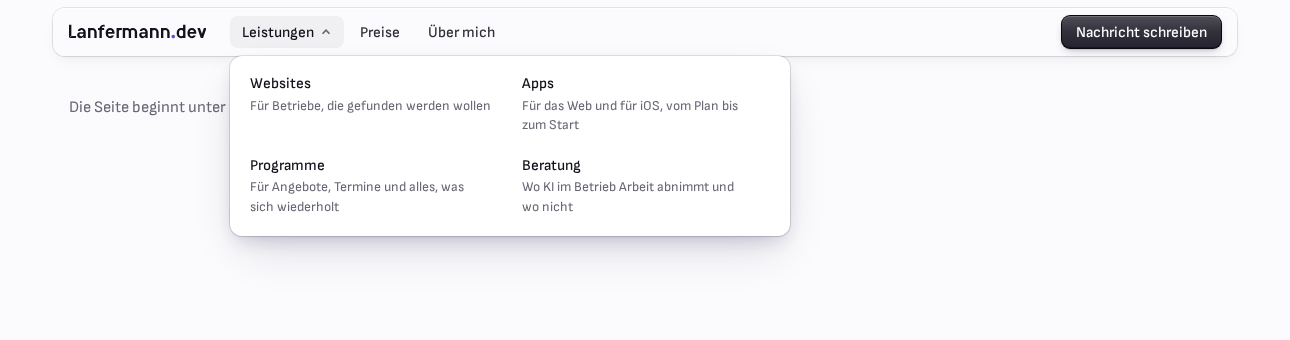 Lanfermann.dev
Leistungen
Preise
Über mich
Nachricht schreiben
Die Seite beginnt unter
Websites
Für Betriebe, die gefunden werden wollen
Apps
Für das Web und für iOS, vom Plan bis
zum Start
Programme
Für Angebote, Termine und alles, was
sich wiederholt
Beratung
Wo KI im Betrieb Arbeit abnimmt und
wo nicht